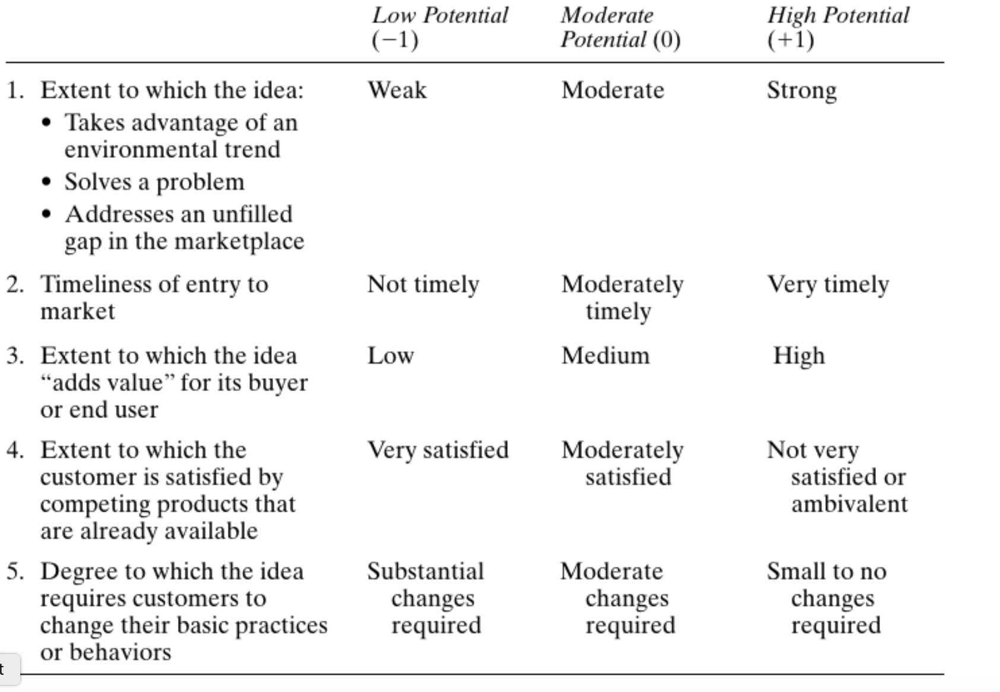 Low Potential Moderate High Potential
(−1) Potential (0) (+1)
1. Extent to which the idea: Weak Moderate Strong
• Takes advantage of an
environmental trend
• Solves a problem
• Addresses an unfilled
gap in the marketplace
2. Timeliness of entry to Not timely Moderately Very timely
market timely
3. Extent to which the idea Low Medium High
“adds value” for its buyer
or end user
4. Extent to which the Very satisfied Moderately Not very
customer is satisfied by satisfied satisfied or
competing products that ambivalent
are already available
5. Degree to which the idea Substantial Moderate Small to no
requires customers to changes changes changes
change their basic practices required required required
or behaviors
t